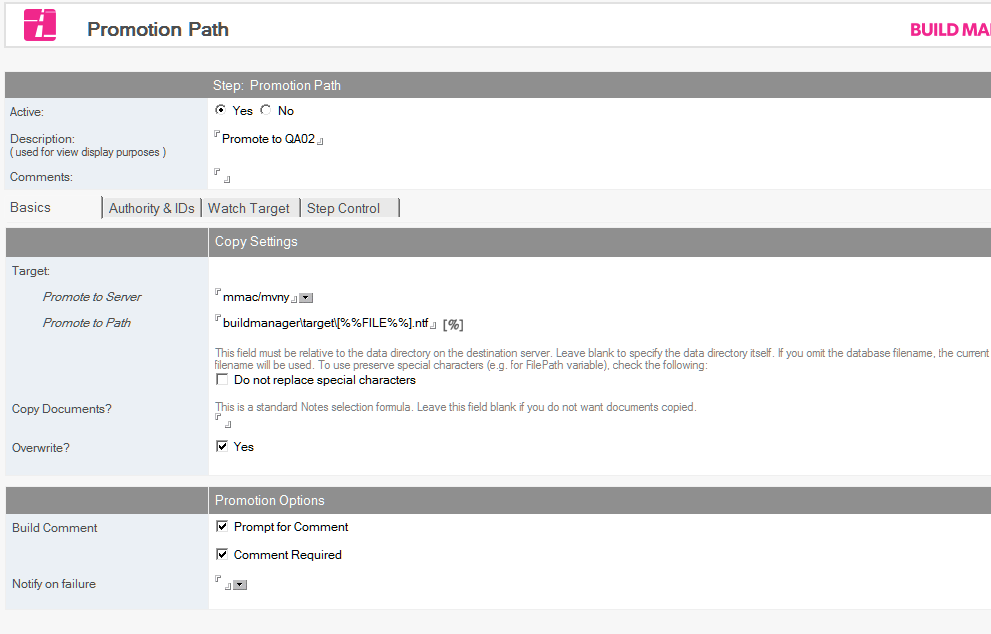 Promotion Path
BUILD MA
Step: Promotion Path
Active:
Yes No
Description:
Promote to QA02
( used for view display purposes )
Comments:
Basics Authority & IDs Watch Target Step Control
Copy Settings
Target:
Promote to Server
mmac/mvny
Promote to Path
buildmanager\target\[%%FILE%%].ntf [%]
This field must be relative to the data directory on the destination server. Leave blank to specify the data directory itself. If you omit the database filename, the current
filename will be used. To use preserve special characters (e.g. for FilePath variable), check the following:
Do not replace special characters
Copy Documents?
This is a standard Notes selection formula. Leave this field blank if you do not want documents copied.
Overwrite?
Yes
Promotion Options
Build Comment
Prompt for Comment
Comment Required
Notify on failure